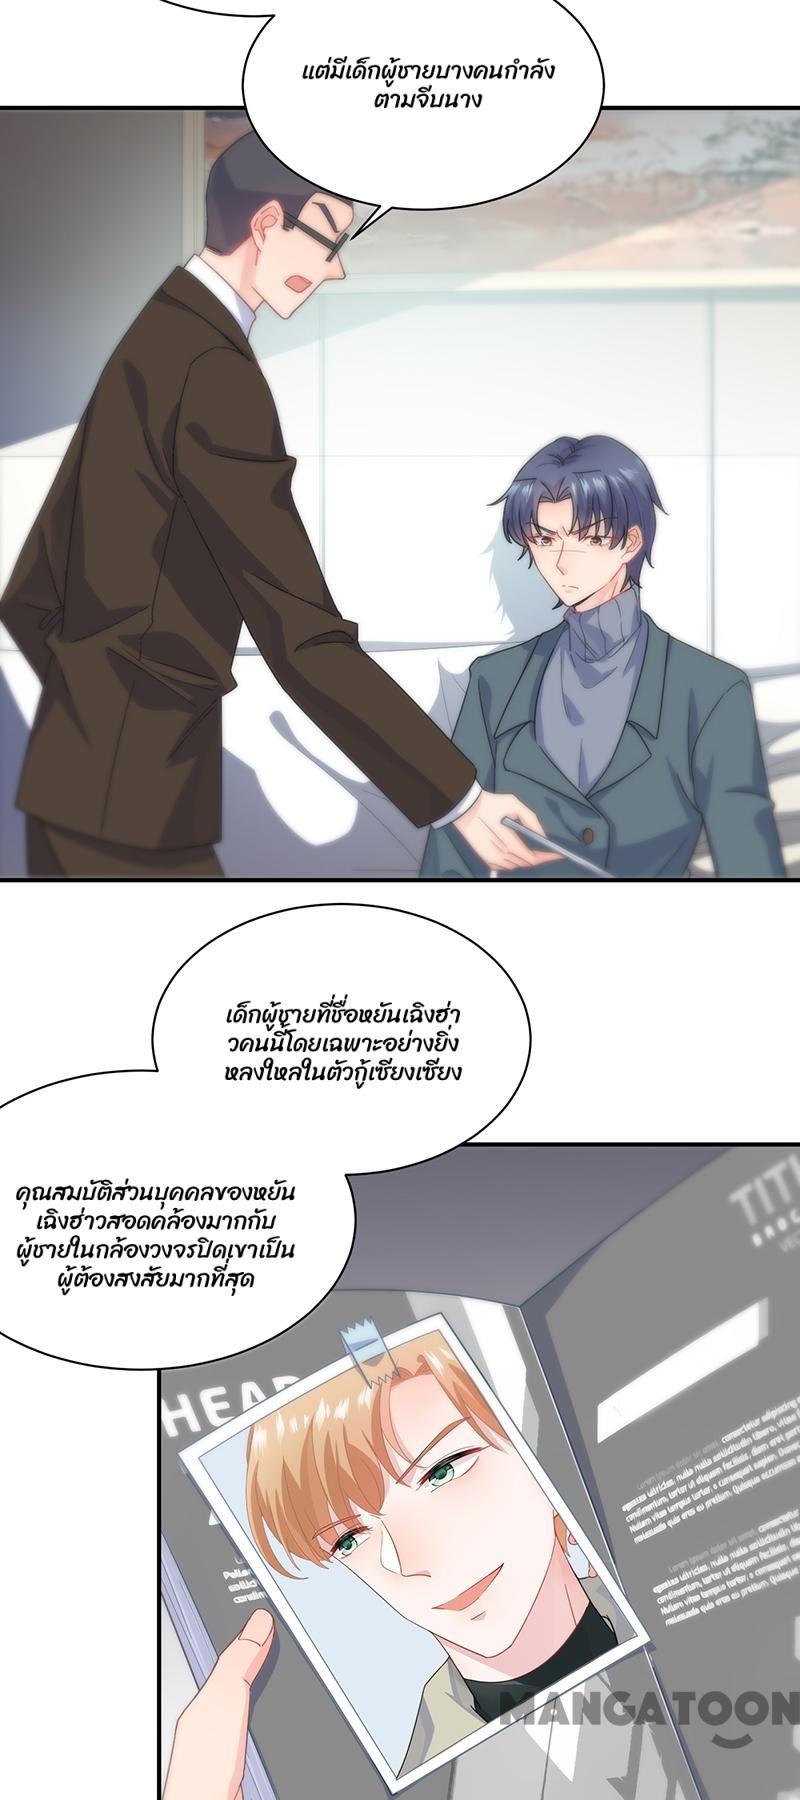 แต่มีเด็กผู้ชายบางคนกำลัง
ตามจีบนาง
เด็กผู้ชายที่ชื่อหยันเฉิงฮ่า
วคนนี้โดยเฉพาะอย่างยิ่ง
หลงใหลในตัวกู้เซียงเซียง
คุณสมบัติส่วนบุคคลของหยัน
เฉิงฮ่าวสอดคล้องมากกับ
ผู้ชายในกล้องวงจรปิดเขาเป็น
ผู้ต้องสงสัยมากที่สุด
TIT
HEAD
MANGATOON